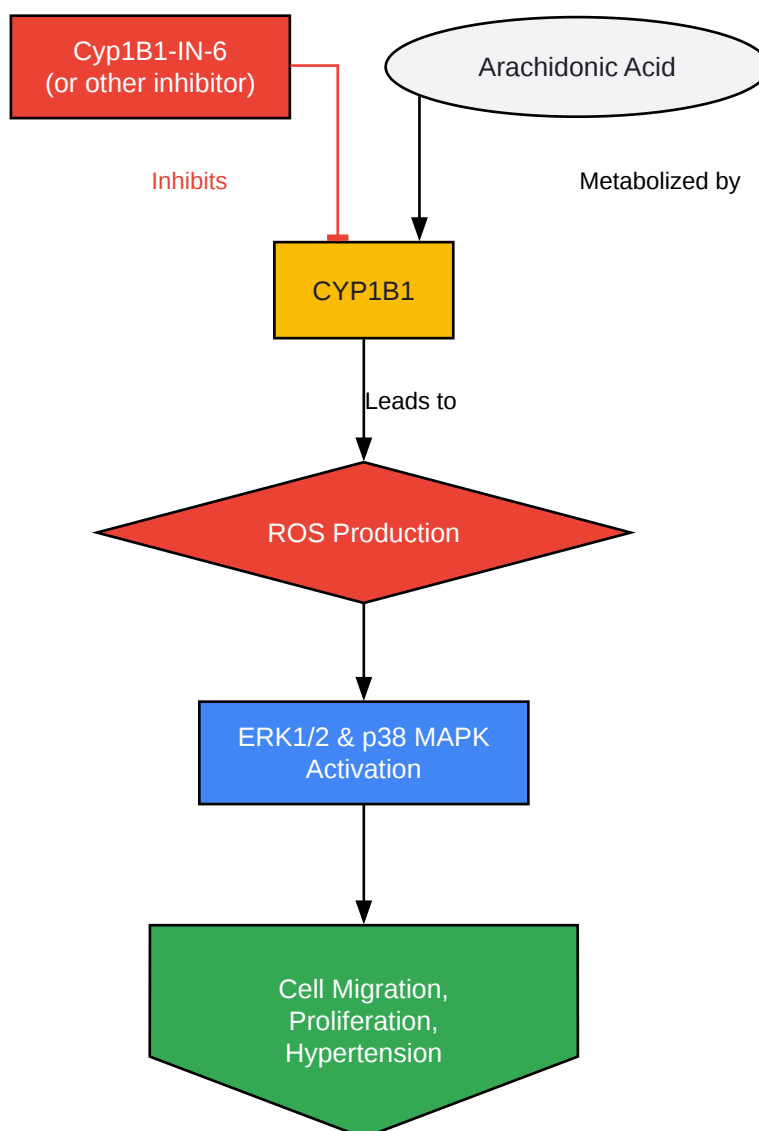 Cyp1B1-IN-6
(or other inhibitor)
Arachidonic Acid
Inhibits
Metabolized by
CYP1B1
Leads to
ROS Production
ERK1/2 & p38 MAPK
Activation
Cell Migration,
Proliferation,
Hypertension